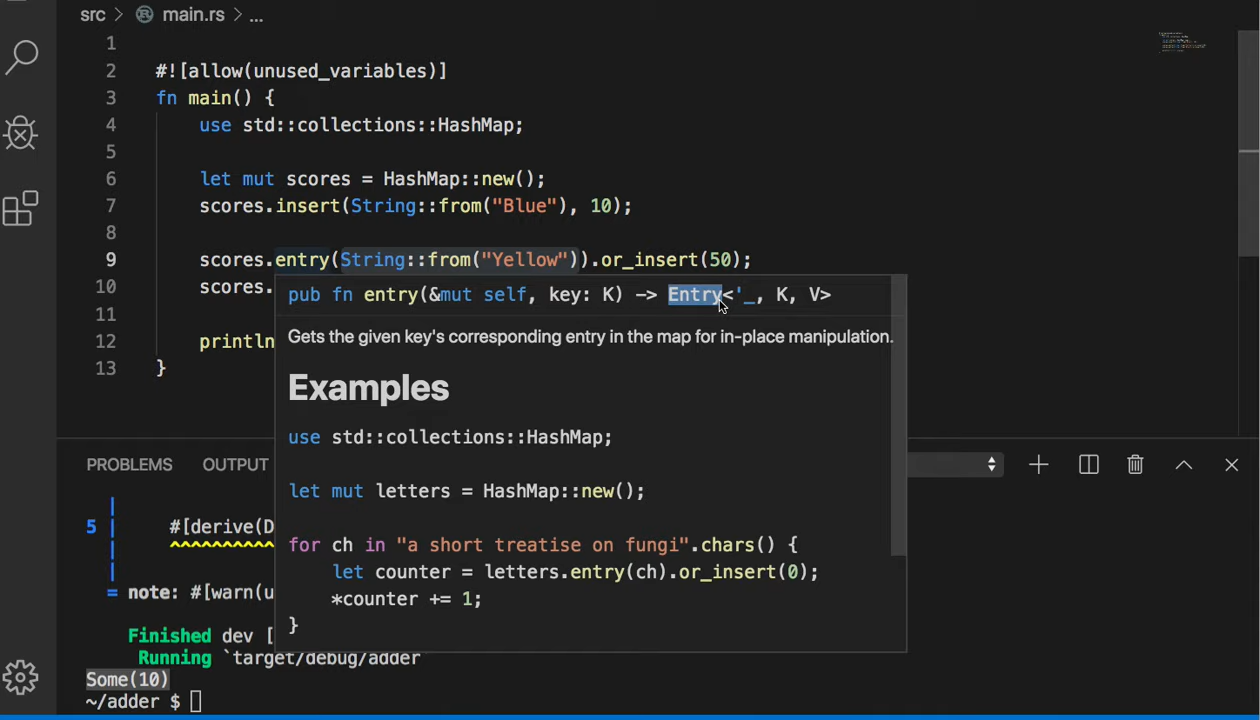 src > main.rs > ...
1
2 #![allow(unused_variables)]
3 fn main() {
4 use std::collections::HashMap;
5
6 let mut scores = HashMap::new();
7 scores.insert(String::from("Blue"), 10);
8
9 scores.entry(String::from("Yellow")).or_insert(50);
10 scores.
11
12 println
13 }
pub fn entry(&mut self, key: K) -> Entry<'_, K, V>
Gets the given key's corresponding entry in the map for in-place manipulation.
Examples
use std::collections::HashMap;
let mut letters = HashMap::new();
for ch in "a short treatise on fungi".chars() {
let counter = letters.entry(ch).or_insert(0);
*counter += 1;
}
PROBLEMS OUTPUT
|
5 | #[derive(D
| ^^^^^^^^^^
|
= note: #[warn(u
Finished dev [
Running `target/debug/adder`
Some(10)
~/adder $